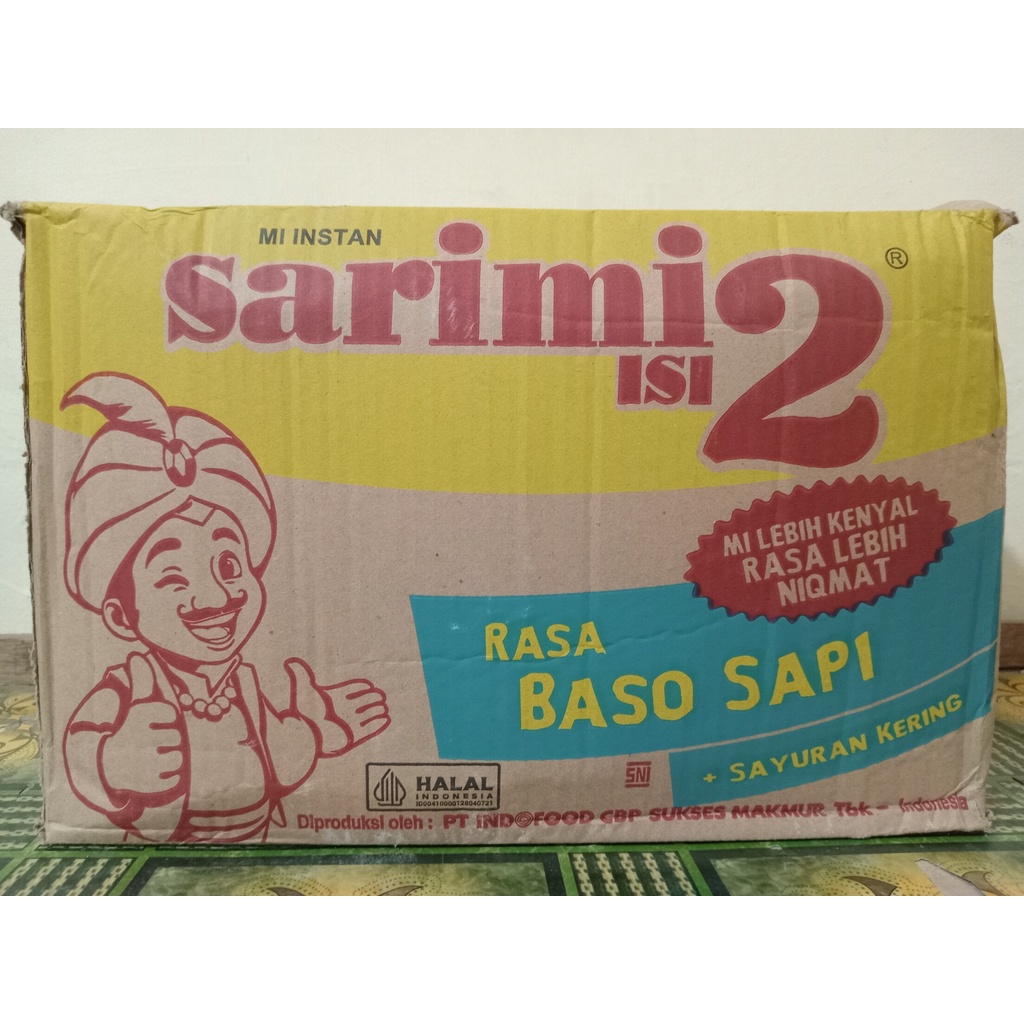 MI INSTAN
sarimi
ISI 2 ®
MI LEBIH KENYAL
RASA LEBIH
NIQMAT
RASA
BASO SAPI
+ SAYURAN KERING
HALAL
INDONESIA
ID00410000128040721
SNI
Diproduksi oleh : PT INDOFOOD CBP SUKSES MAKMUR Tbk - Indonesia